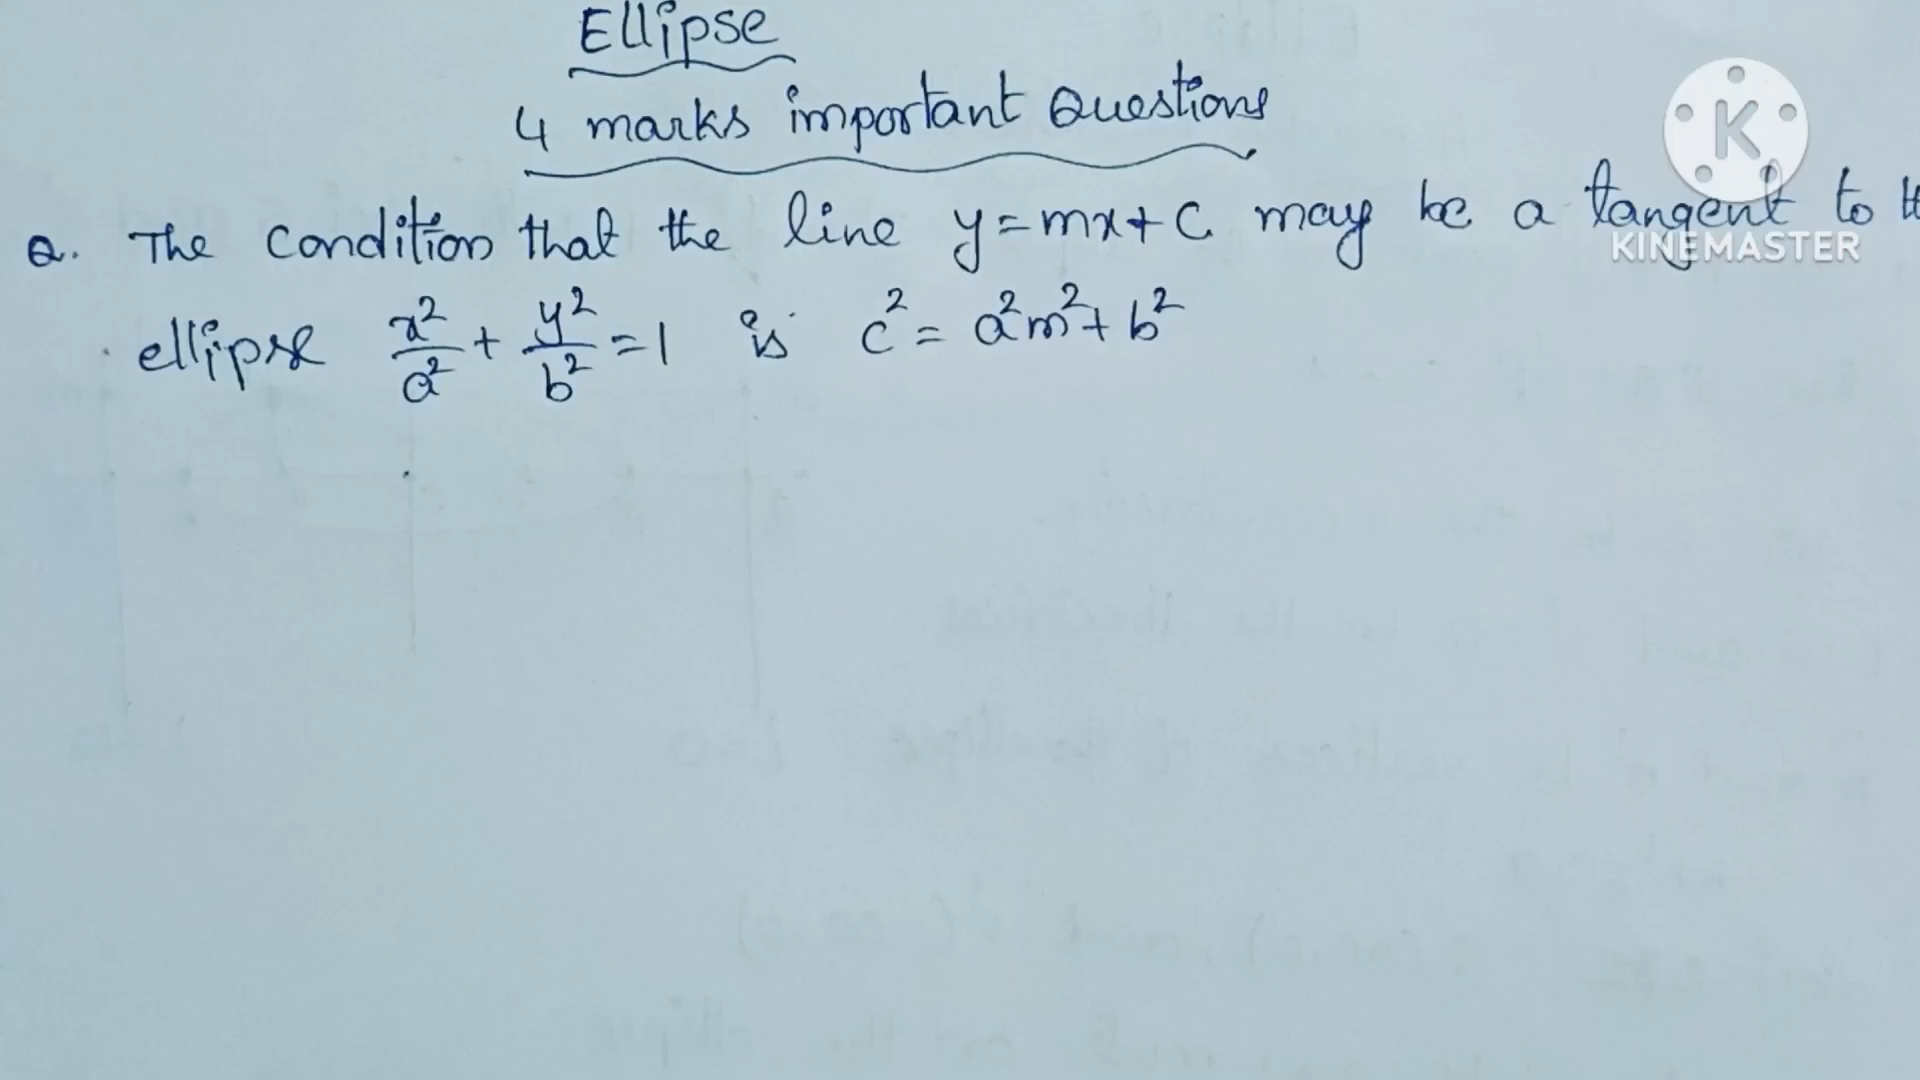 Ellipse
4 marks important Questions
K
Q. The condition that the line y=mx+c may be a tangent to
KINEMASTER
ellipse x²/a² + y²/b² = 1 is c² = a²m² + b²